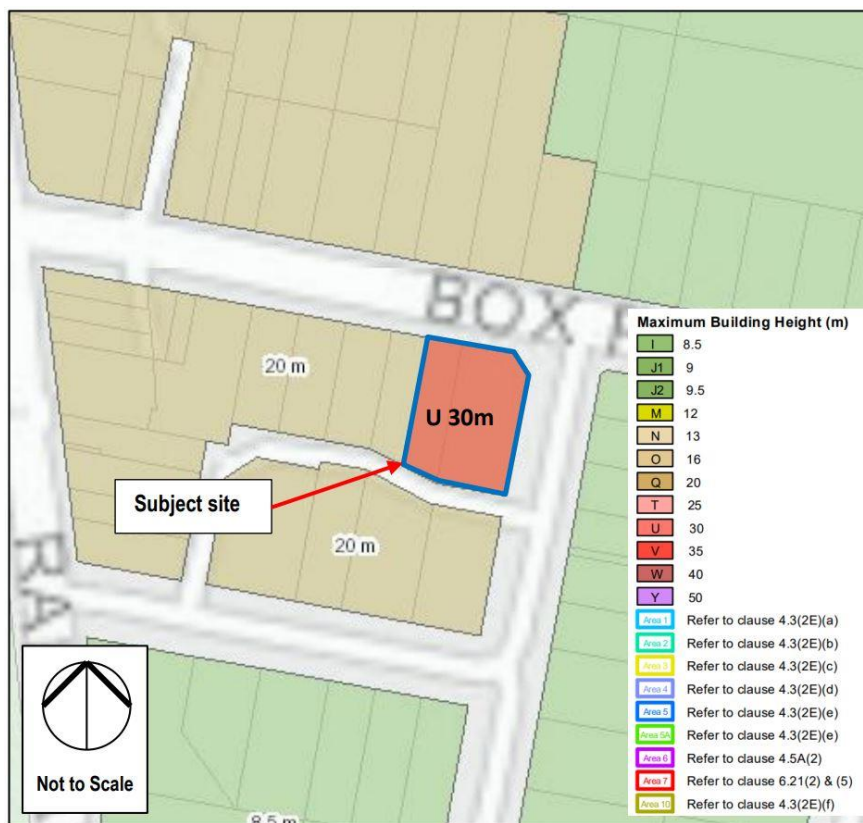 BOX
20 m
U 30m
Subject site
20 m
RA
8.5 m
Not to Scale
Maximum Building Height (m)
I 8.5
J1 9
J2 9.5
M 12
N 13
O 16
Q 20
T 25
U 30
V 35
W 40
Y 50
Area 1 Refer to clause 4.3(2E)(a)
Area 2 Refer to clause 4.3(2E)(b)
Area 3 Refer to clause 4.3(2E)(c)
Area 4 Refer to clause 4.3(2E)(d)
Area 5 Refer to clause 4.3(2E)(e)
Area 5A Refer to clause 4.3(2E)(e)
Area 6 Refer to clause 4.5A(2)
Area 7 Refer to clause 6.21(2) & (5)
Area 10 Refer to clause 4.3(2E)(f)